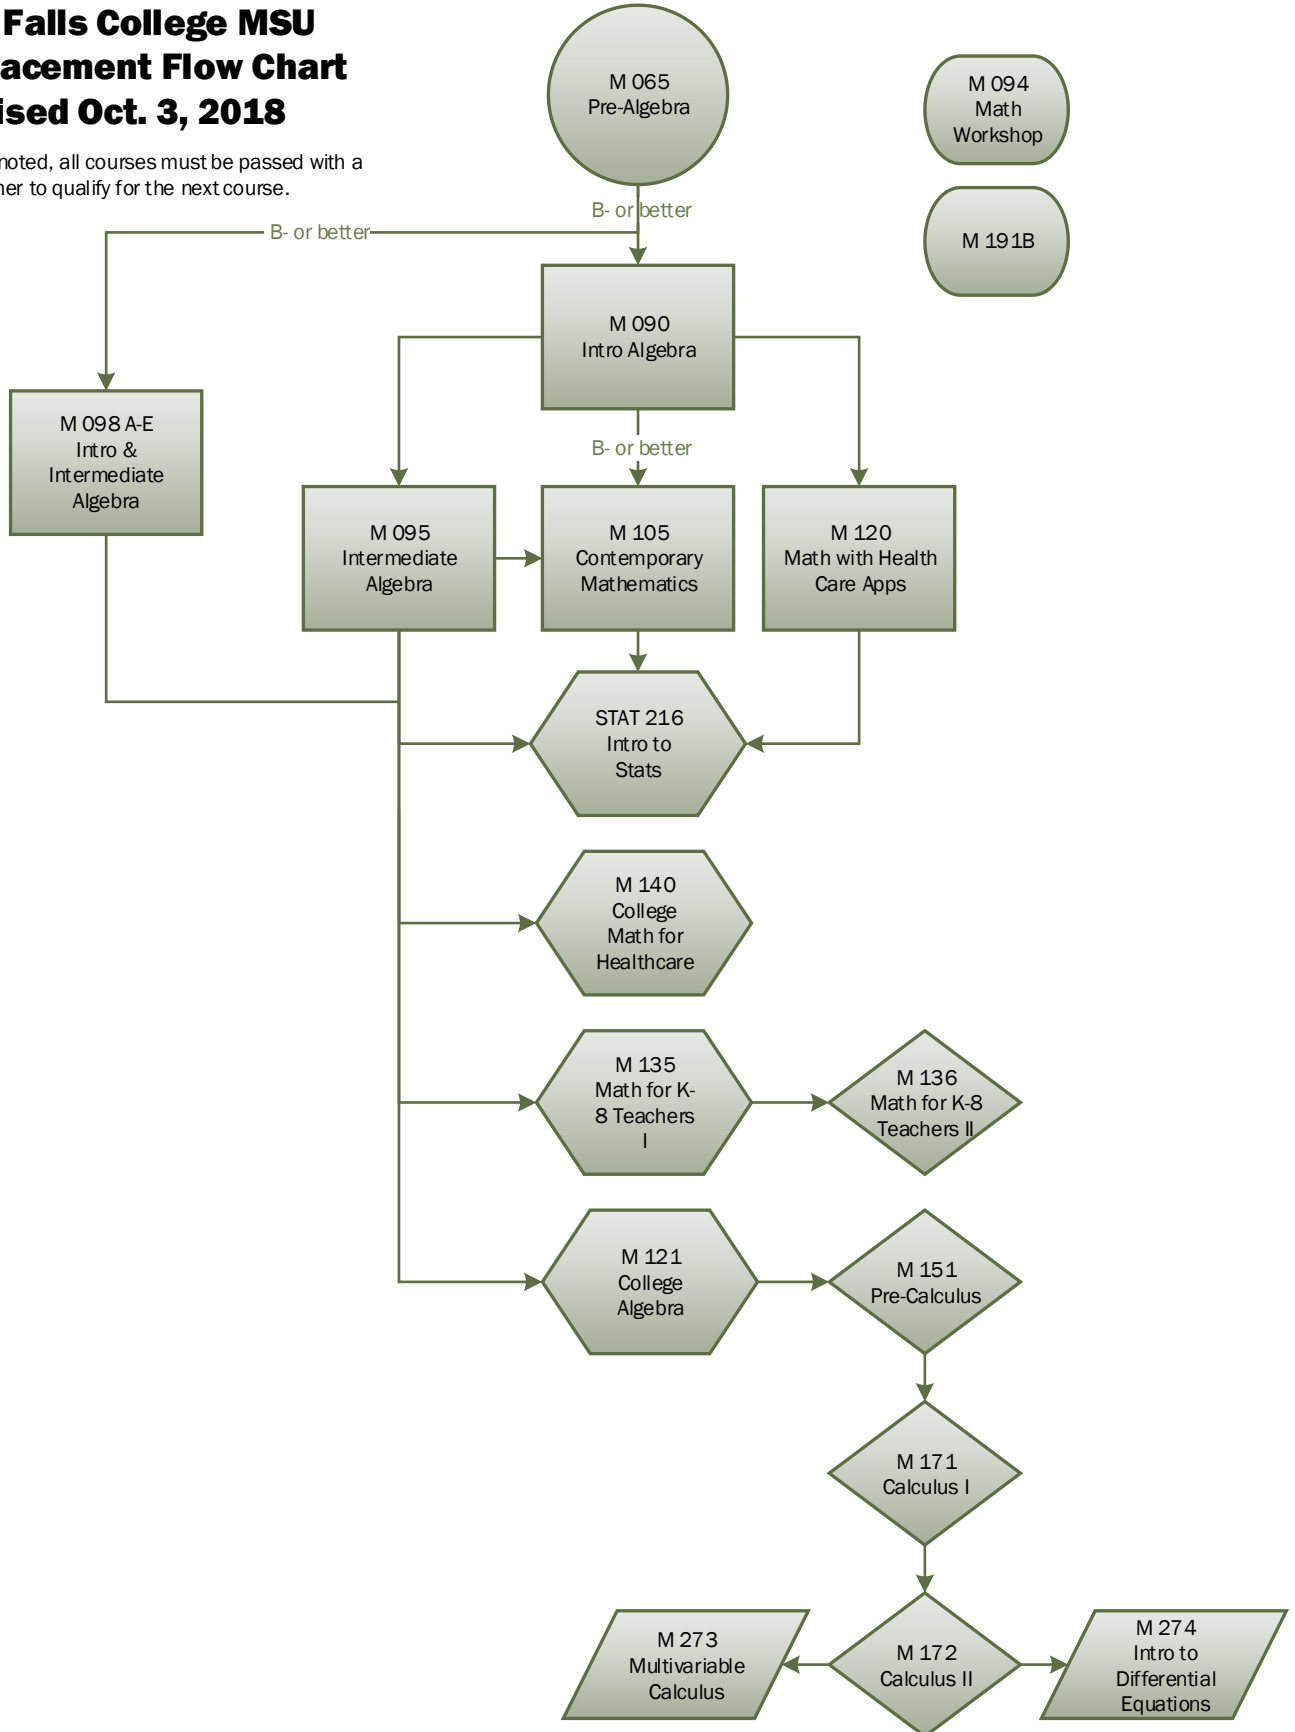 Falls College MSU
acement Flow Chart
ised Oct. 3, 2018
noted, all courses must be passed with a
her to qualify for the next course.
M 065
Pre-Algebra
M 094
Math
Workshop
M 191B
B- or better
B- or better
M 090
Intro Algebra
B- or better
M 098 A-E
Intro &
Intermediate
Algebra
M 095
Intermediate
Algebra
M 105
Contemporary
Mathematics
M 120
Math with Health
Care Apps
STAT 216
Intro to
Stats
M 140
College
Math for
Healthcare
M 135
Math for K-
8 Teachers
I
M 136
Math for K-8
Teachers II
M 121
College
Algebra
M 151
Pre-Calculus
M 171
Calculus I
M 273
Multivariable
Calculus
M 172
Calculus II
M 274
Intro to
Differential
Equations